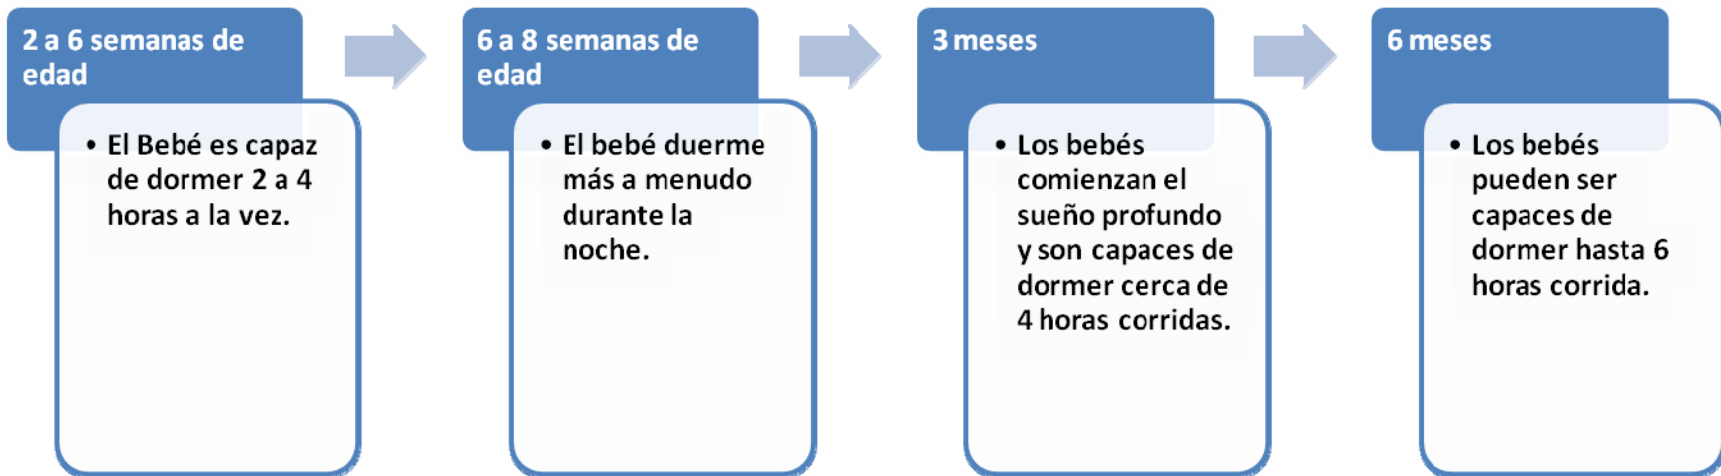 2 a 6 semanas de
edad
• El Bebé es capaz
de dormer 2 a 4
horas a la vez.
6 a 8 semanas de
edad
• El bebé duerme
más a menudo
durante la
noche.
3 meses
• Los bebés
comienzan el
sueño profundo
y son capaces de
dormer cerca de
4 horas corridas.
6 meses
• Los bebés
pueden ser
capaces de
dormer hasta 6
horas corrida.